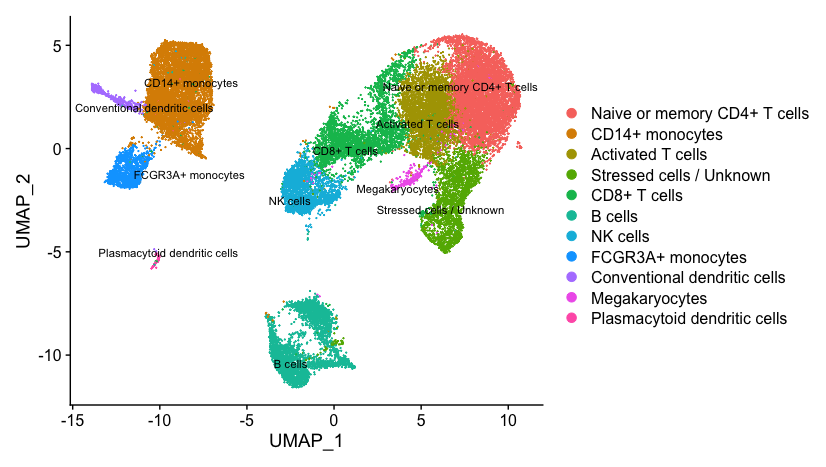 5
0
-5
-10
-15
-10
-5
0
5
10
UMAP_2
UMAP_1
CD14+ monocytes
Naive or memory CD4+ T cells
Conventional dendritic cells
Activated T cells
CD8+ T cells
FCGR3A+ monocytes
Megakaryocytes
NK cells
Stressed cells / Unknown
Plasmacytoid dendritic cells
B cells
Naive or memory CD4+ T cells
CD14+ monocytes
Activated T cells
Stressed cells / Unknown
CD8+ T cells
B cells
NK cells
FCGR3A+ monocytes
Conventional dendritic cells
Megakaryocytes
Plasmacytoid dendritic cells